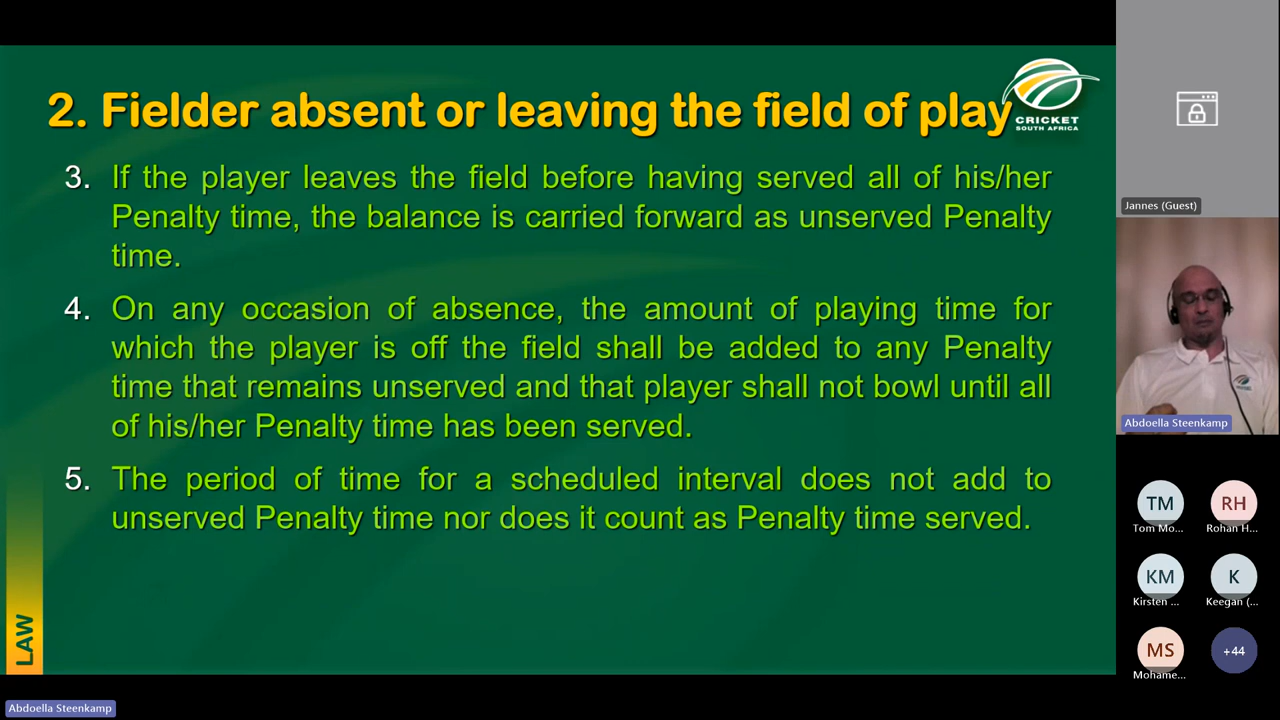 2. Fielder absent or leaving the field of play
CRICKET
SOUTH AFRICA
3. If the player leaves the field before having served all of his/her
Penalty time, the balance is carried forward as unserved Penalty
time.
4. On any occasion of absence, the amount of playing time for
which the player is off the field shall be added to any Penalty
time that remains unserved and that player shall not bowl until all
of his/her Penalty time has been served.
5. The period of time for a scheduled interval does not add to
unserved Penalty time nor does it count as Penalty time served.
LAW
Abdoella Steenkamp
Jannes (Guest)
Abdoella Steenkamp
TM
Tom Mo...
RH
Rohan H...
KM
Kirsten ...
K
Keegan (...
MS
Mohame...
+44